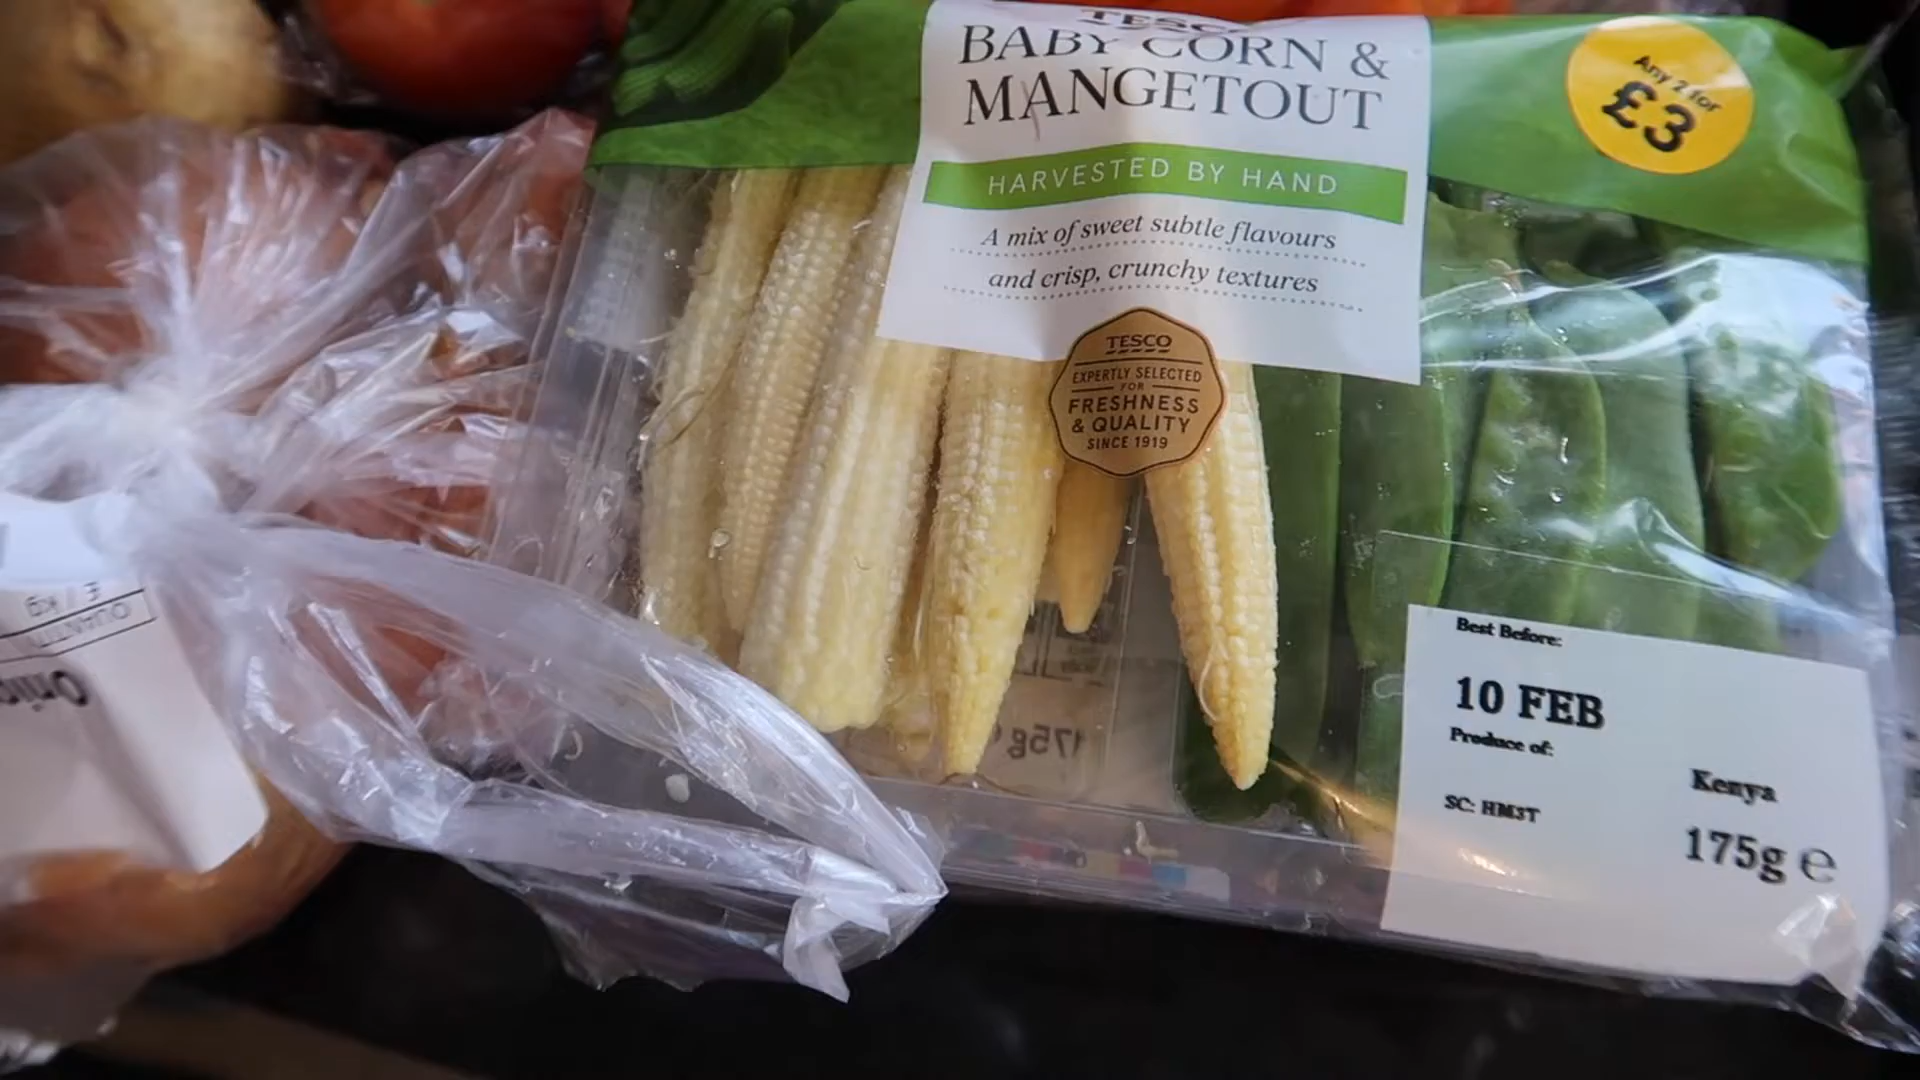 TESCO
BABY CORN &
MANGETOUT
HARVESTED BY HAND
A mix of sweet subtle flavours
and crisp, crunchy textures
TESCO
EXPERTLY SELECTED
FOR
FRESHNESS
& QUALITY
SINCE 1919
Any 2 for
£3
Best Before:
10 FEB
Produce of:
Kenya
SC: HM3T
175g e
175g
£ / kg